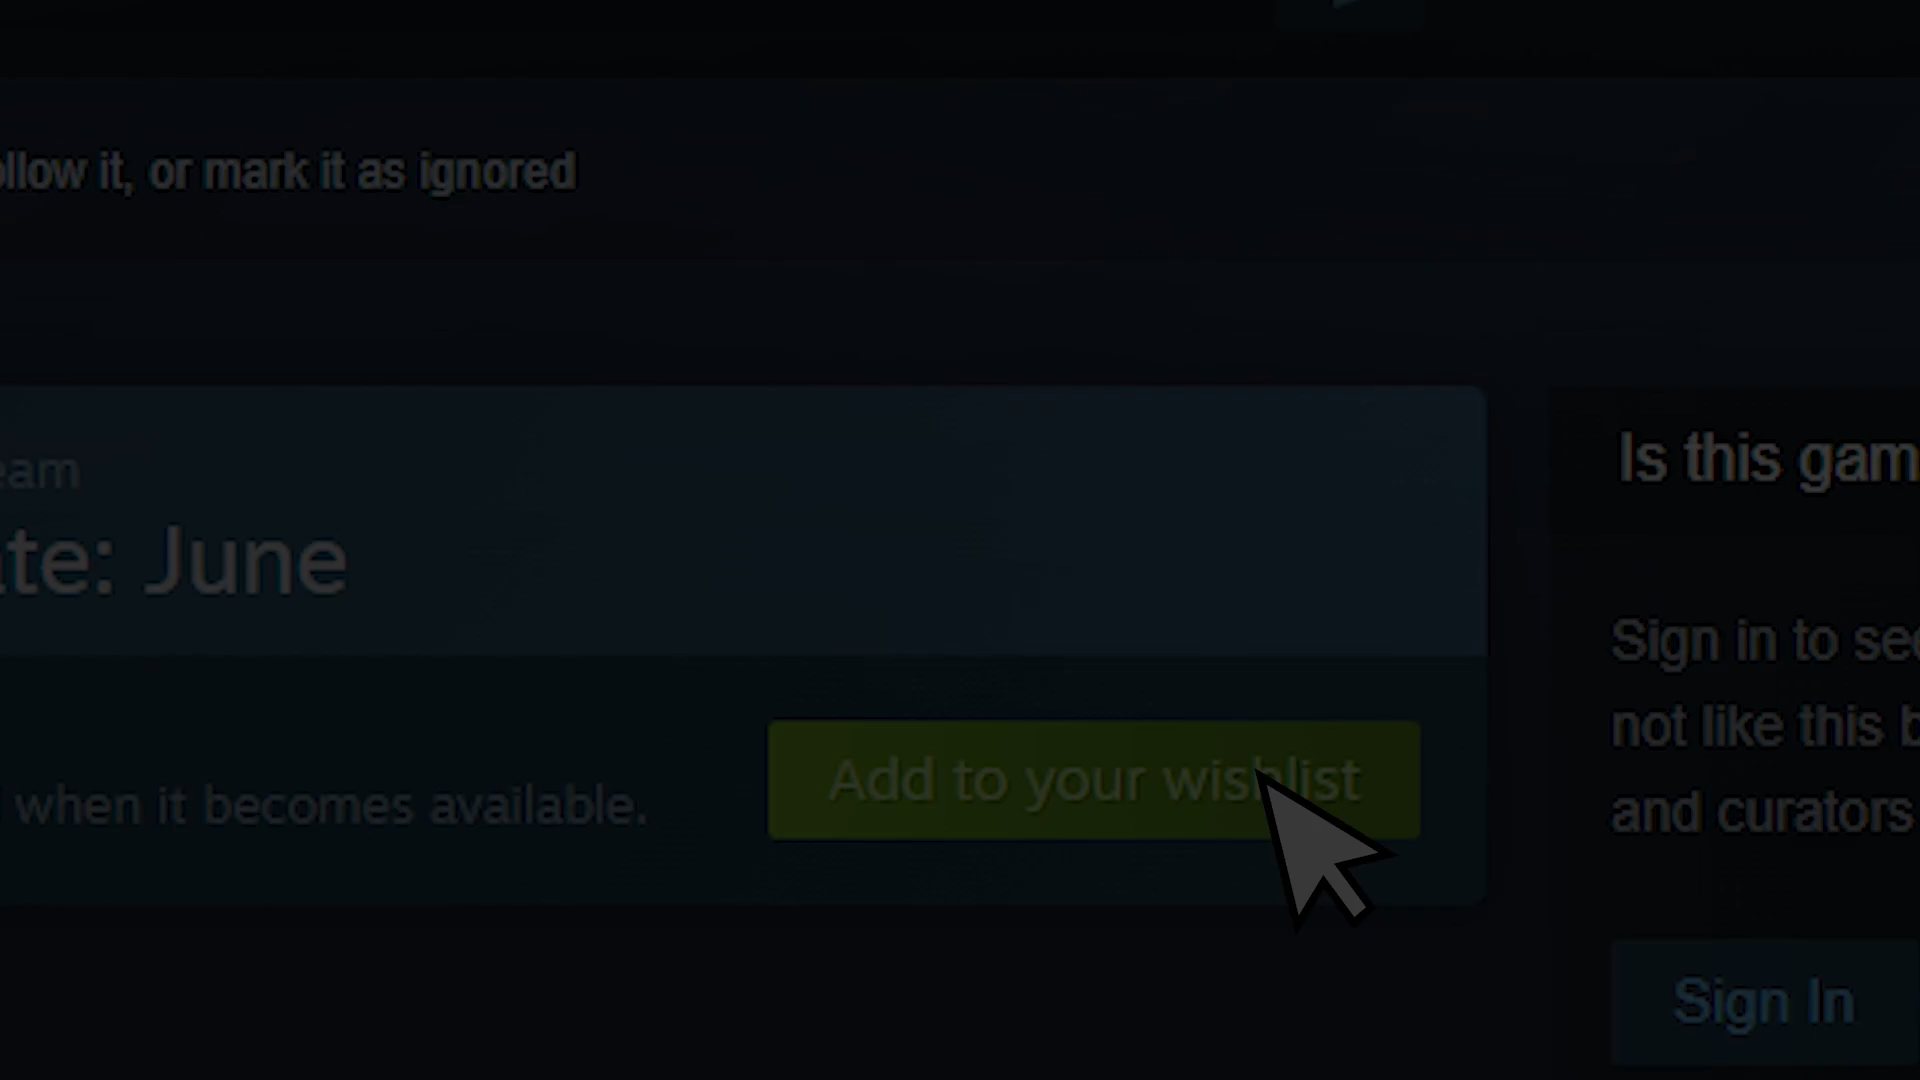 ollow it, or mark it as ignored
eam
ate: June
when it becomes available.
Add to your wishlist
Is this gam
Sign in to see
not like this b
and curators
Sign In